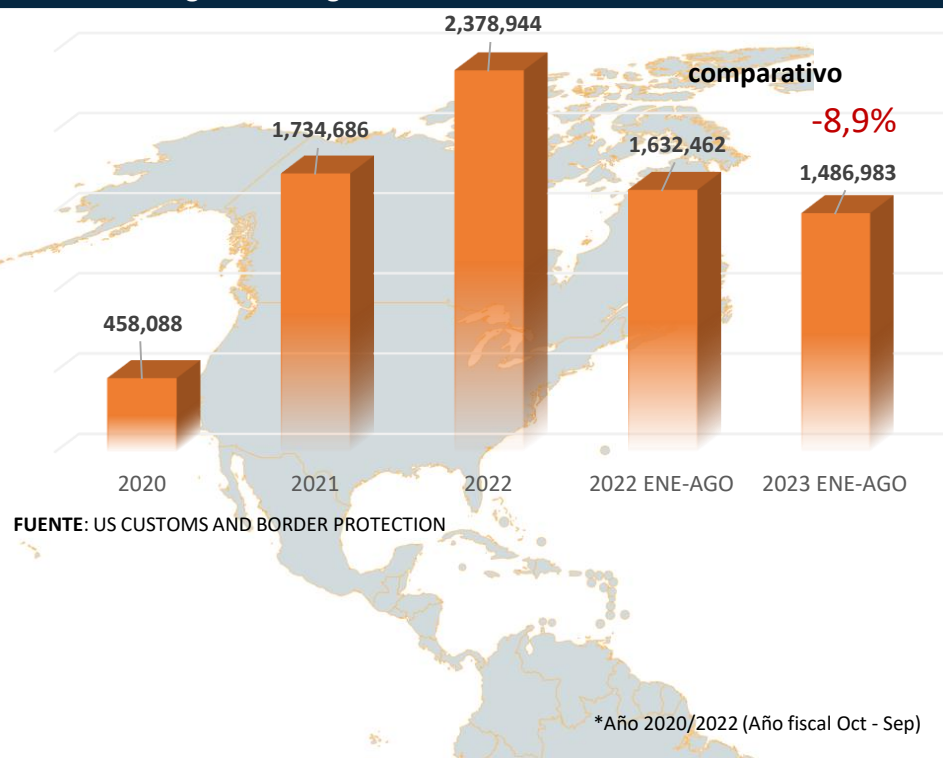 2,378,944
comparativo
-8,9%
1,734,686
1,632,462
1,486,983
458,088
2020 2021 2022 2022 ENE-AGO 2023 ENE-AGO
FUENTE: US CUSTOMS AND BORDER PROTECTION
*Año 2020/2022 (Año fiscal Oct - Sep)